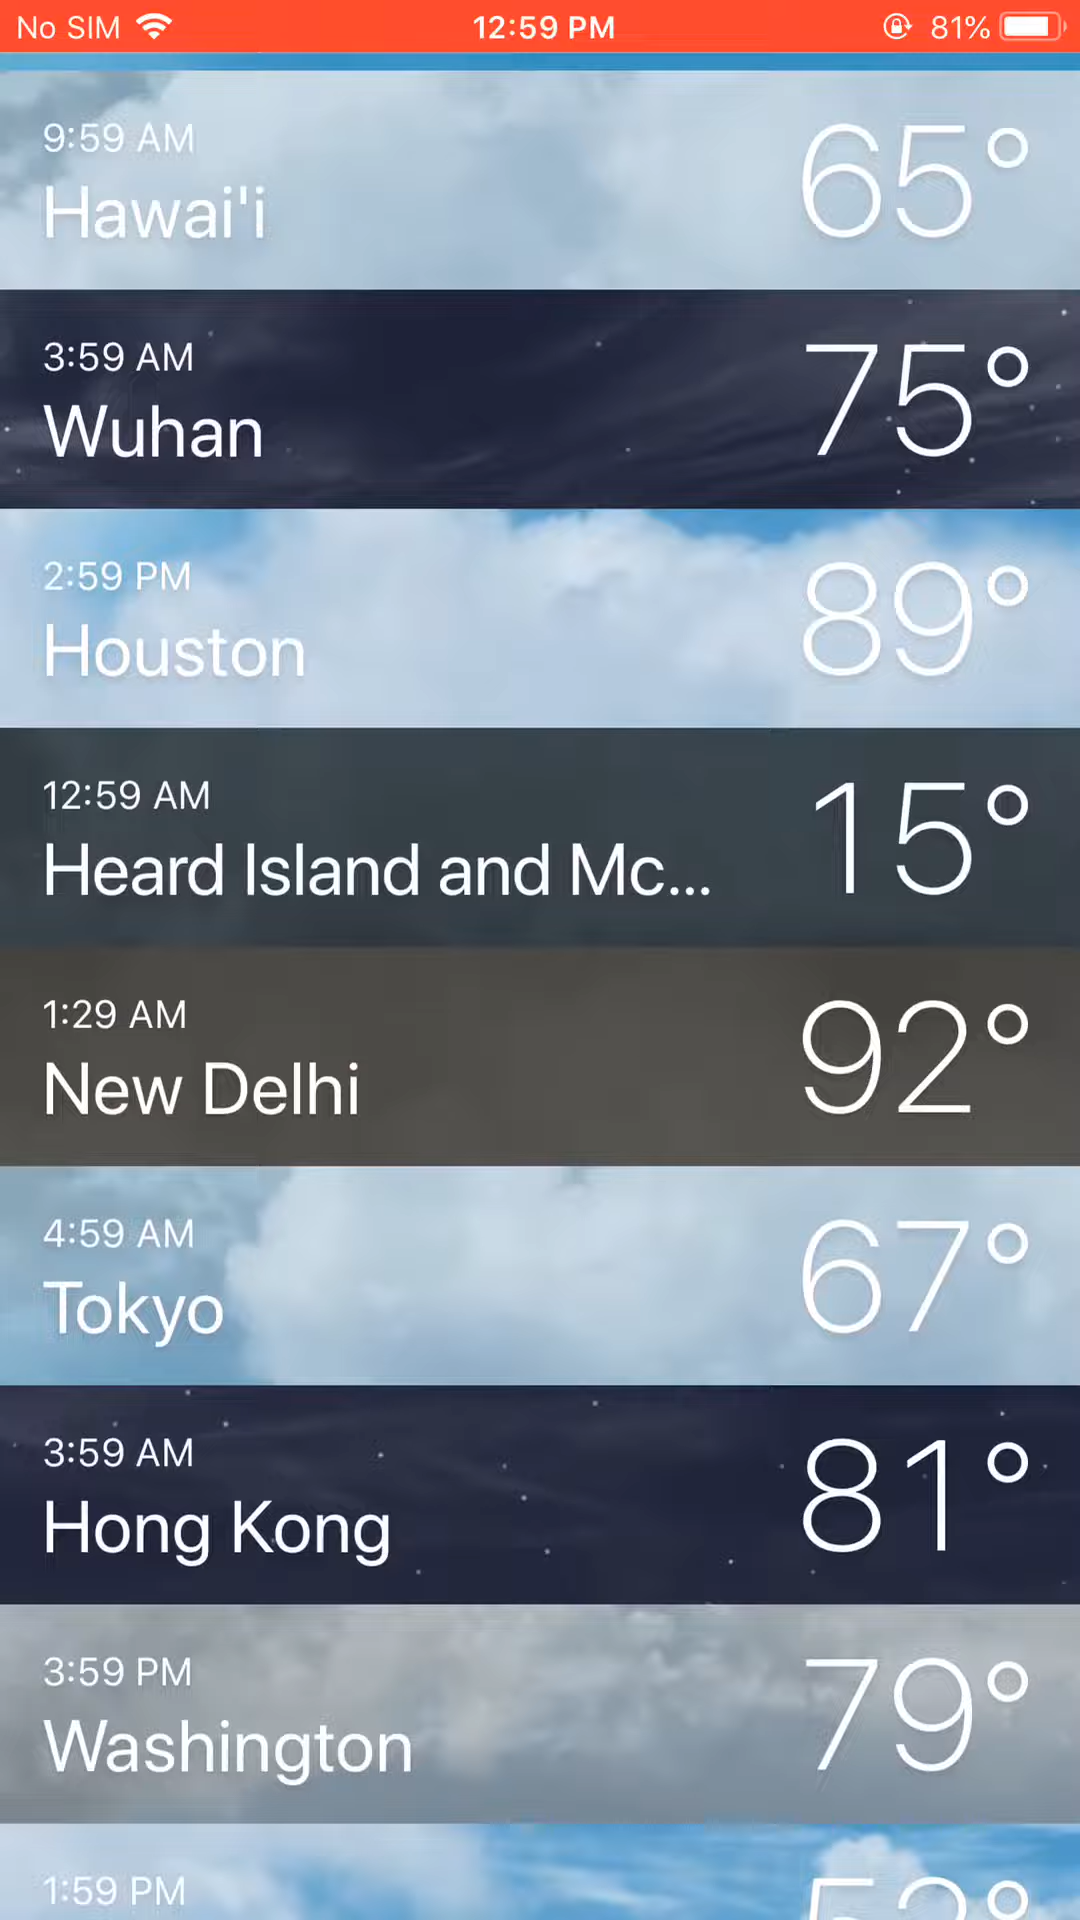 No SIM 12:59 PM 81%
9:59 AM
Hawai'i 65°
3:59 AM
Wuhan 75°
2:59 PM
Houston 89°
12:59 AM
Heard Island and Mc... 15°
1:29 AM
New Delhi 92°
4:59 AM
Tokyo 67°
3:59 AM
Hong Kong 81°
3:59 PM
Washington 79°
1:59 PM